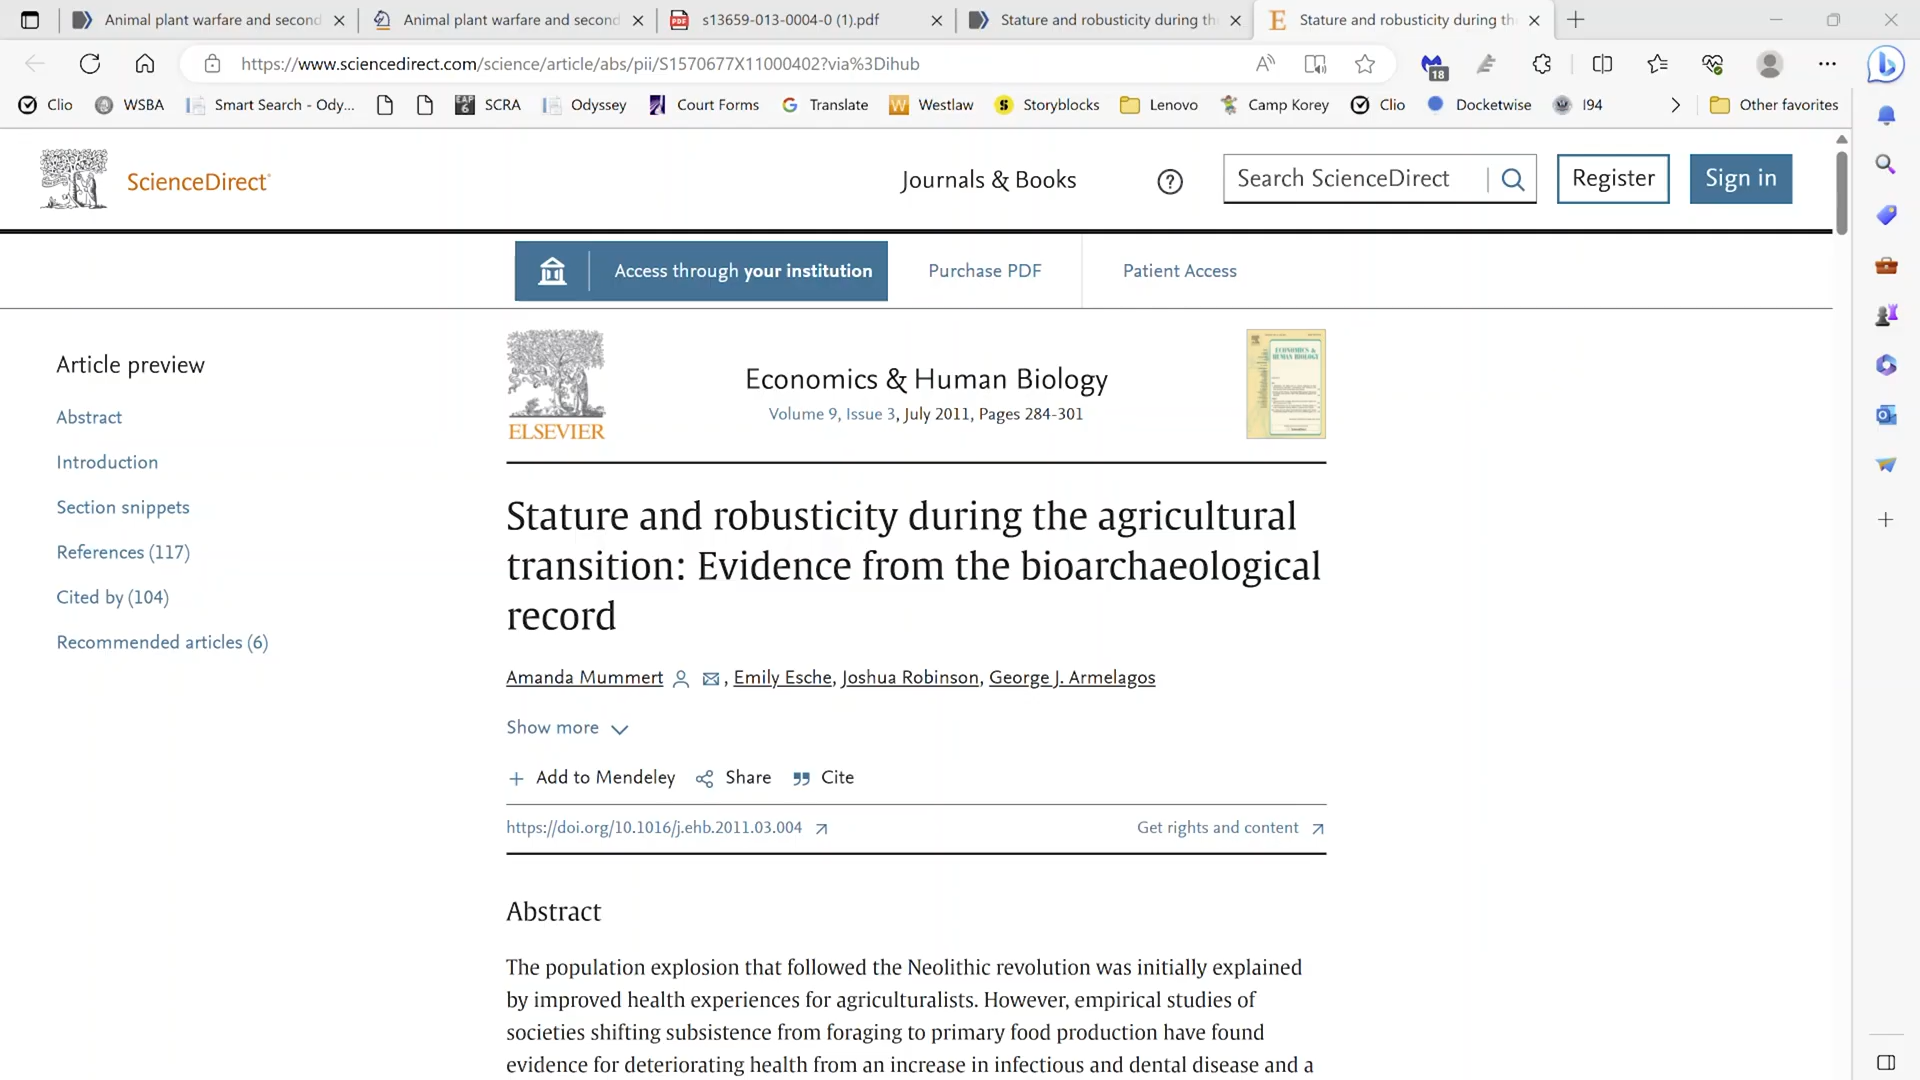 Animal plant warfare and second
Animal plant warfare and second
s13659-013-0004-0 (1).pdf
Stature and robusticity during th
Stature and robusticity during th
https://www.sciencedirect.com/science/article/abs/pii/S1570677X11000402?via%3Dihub
18
Clio
WSBA
Smart Search - Ody...
SCRA
Odyssey
Court Forms
Translate
Westlaw
Storyblocks
Lenovo
Camp Korey
Clio
Docketwise
I94
Other favorites
ScienceDirect
Journals & Books
Search ScienceDirect
Register
Sign in
Access through your institution
Purchase PDF
Patient Access
Article preview
Abstract
Introduction
Section snippets
References (117)
Cited by (104)
Recommended articles (6)
ELSEVIER
Economics & Human Biology
Volume 9, Issue 3, July 2011, Pages 284-301
ECONOMICS &
HUMAN BIOLOGY
Stature and robusticity during the agricultural
transition: Evidence from the bioarchaeological
record
Amanda Mummert , Emily Esche, Joshua Robinson, George J. Armelagos
Show more
Add to Mendeley
Share
Cite
https://doi.org/10.1016/j.ehb.2011.03.004
Get rights and content
Abstract
The population explosion that followed the Neolithic revolution was initially explained
by improved health experiences for agriculturalists. However, empirical studies of
societies shifting subsistence from foraging to primary food production have found
evidence for deteriorating health from an increase in infectious and dental disease and a